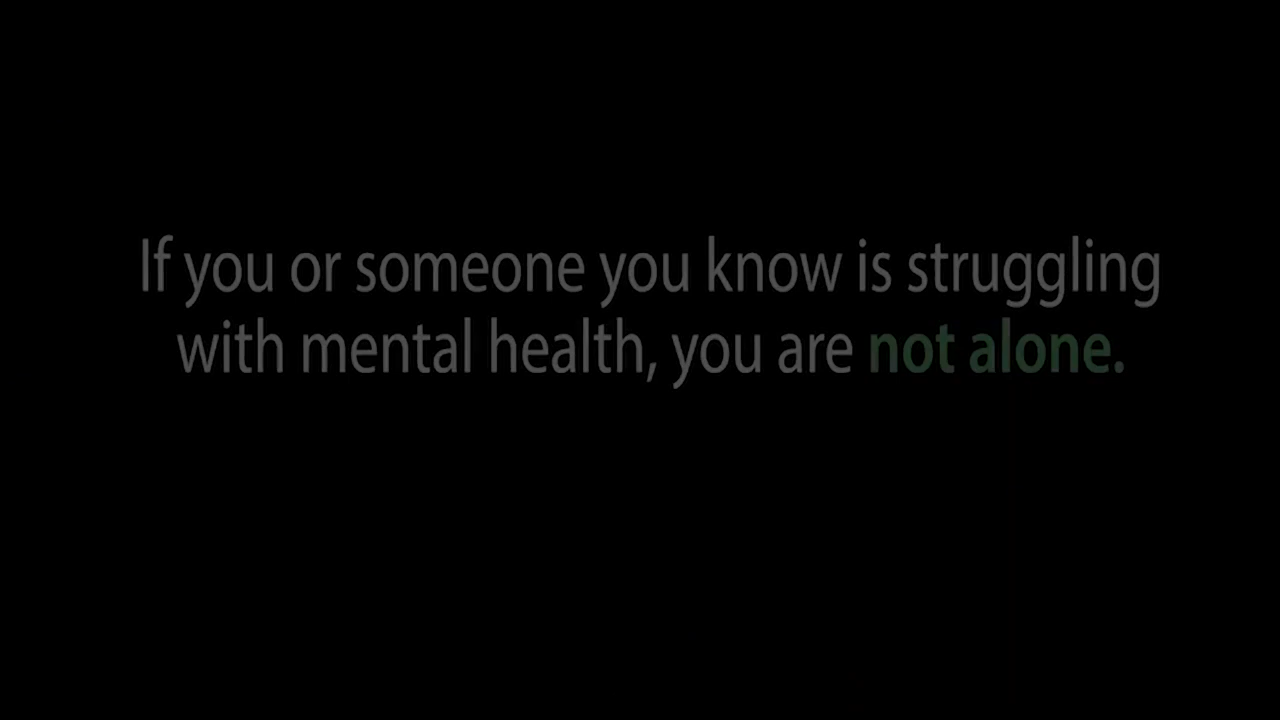 If you or someone you know is struggling
with mental health, you are not alone.